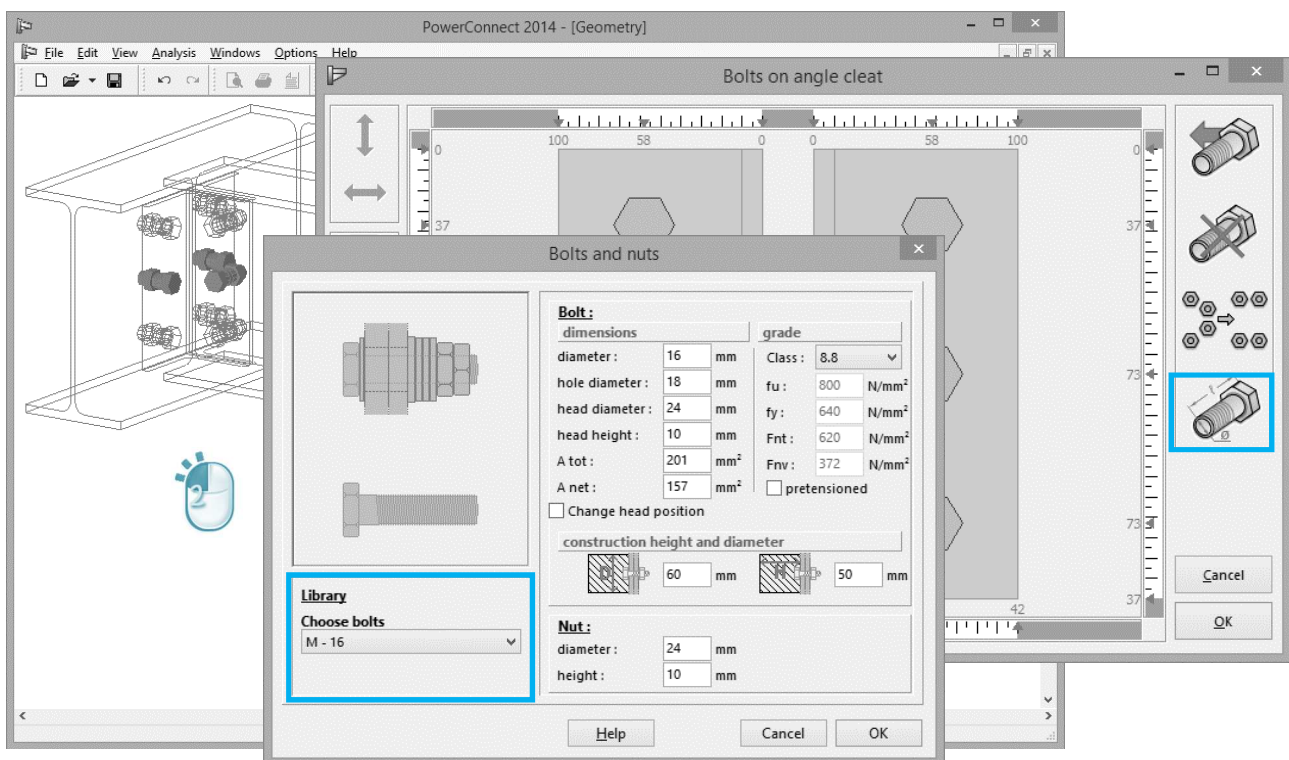 PowerConnect 2014 - [Geometry]
File Edit View Analysis Windows Options Help
Bolts on angle cleat
100 58 0 0 58 100
0 0
37 37
Bolts and nuts
Bolt :
dimensions grade
diameter : 16 mm Class : 8.8
hole diameter : 18 mm fu : 800 N/mm²
head diameter : 24 mm fy : 640 N/mm²
head height : 10 mm Fnt : 620 N/mm²
A tot : 201 mm² Fnv : 372 N/mm²
A net : 157 mm² pretensioned
Change head position
construction height and diameter
D 60 mm H 50 mm
Library
Choose bolts
M - 16
Nut :
diameter : 24 mm
height : 10 mm
Help Cancel OK
73
73
37
42
ø
Cancel
OK
2